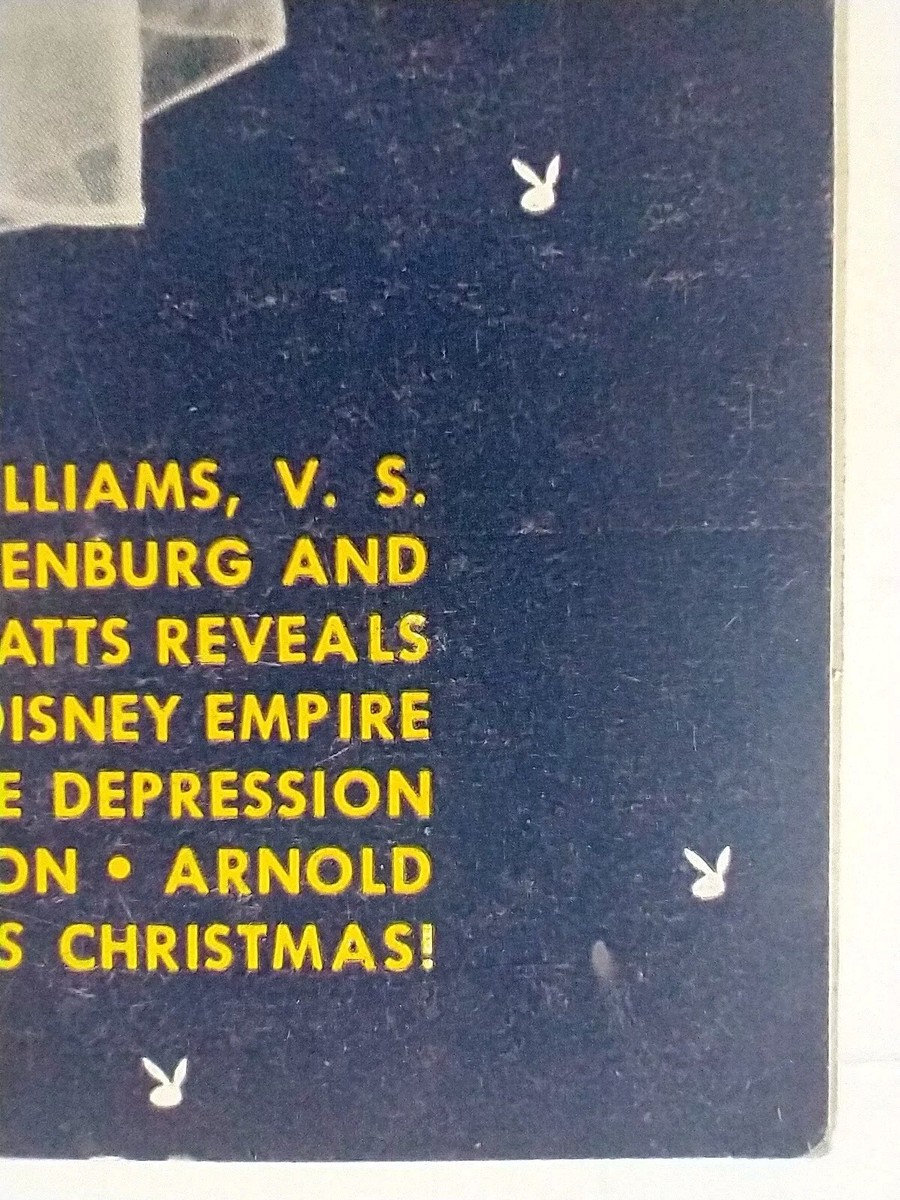 LLIAMS, V. S.
ENBURG AND
ATTS REVEALS
DISNEY EMPIRE
E DEPRESSION
ON • ARNOLD
S CHRISTMAS!